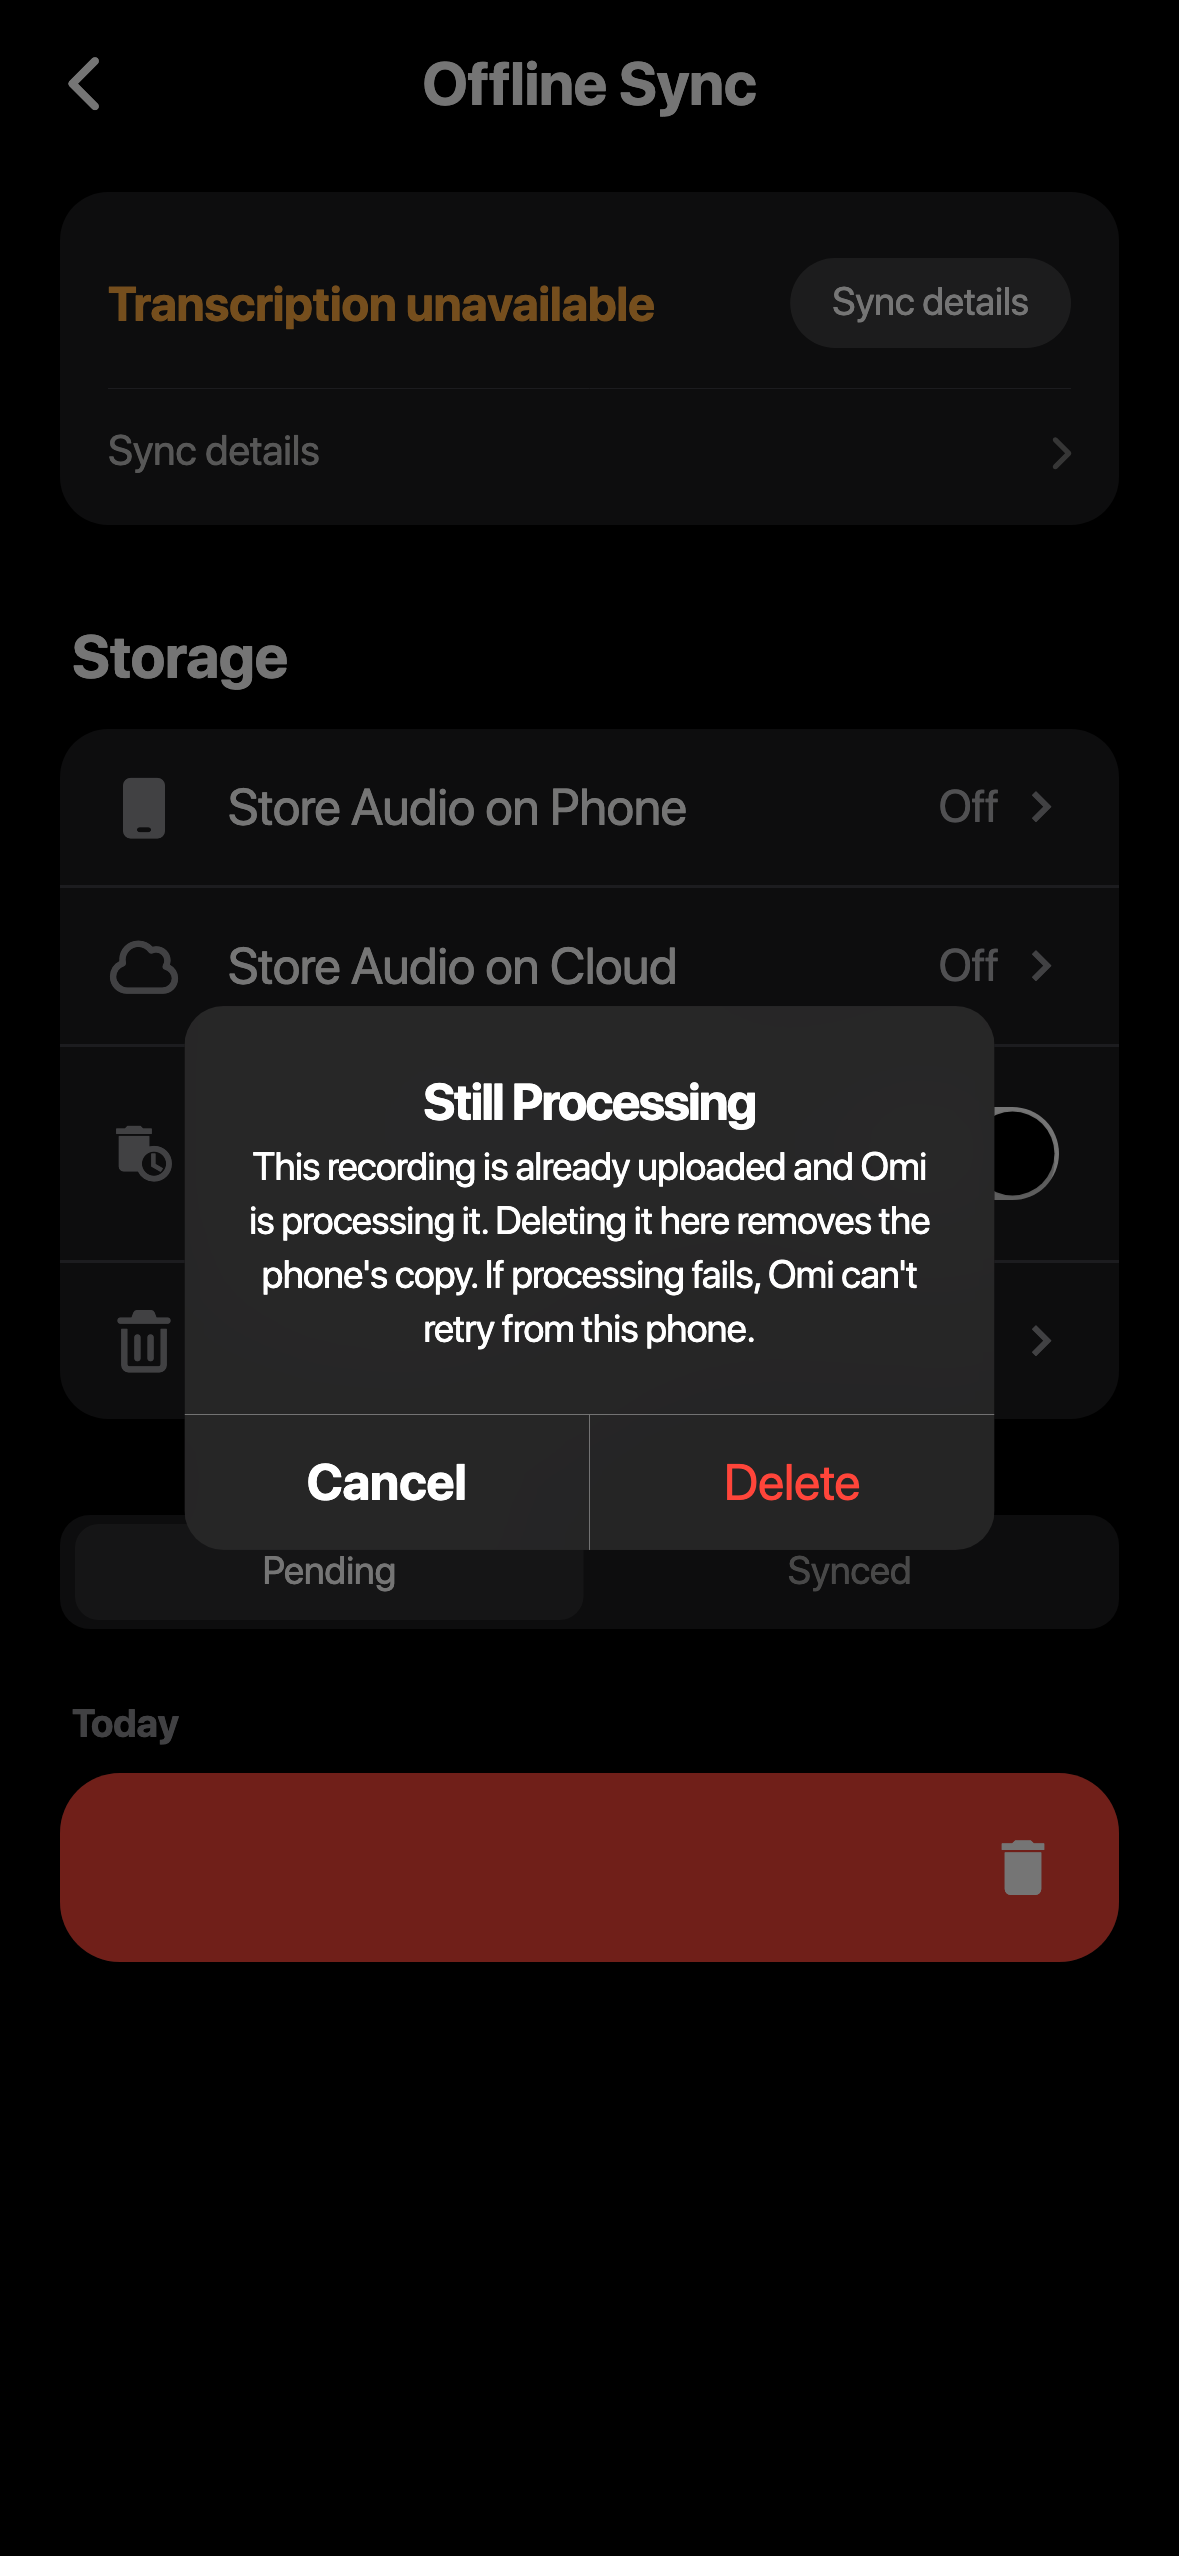 Offline Sync
Transcription unavailable
Sync details
Sync details
Storage
Store Audio on Phone
Off
Store Audio on Cloud
Off
Still Processing
This recording is already uploaded and Omi
is processing it. Deleting it here removes the
phone's copy. If processing fails, Omi can't
retry from this phone.
Cancel
Delete
Pending
Synced
Today